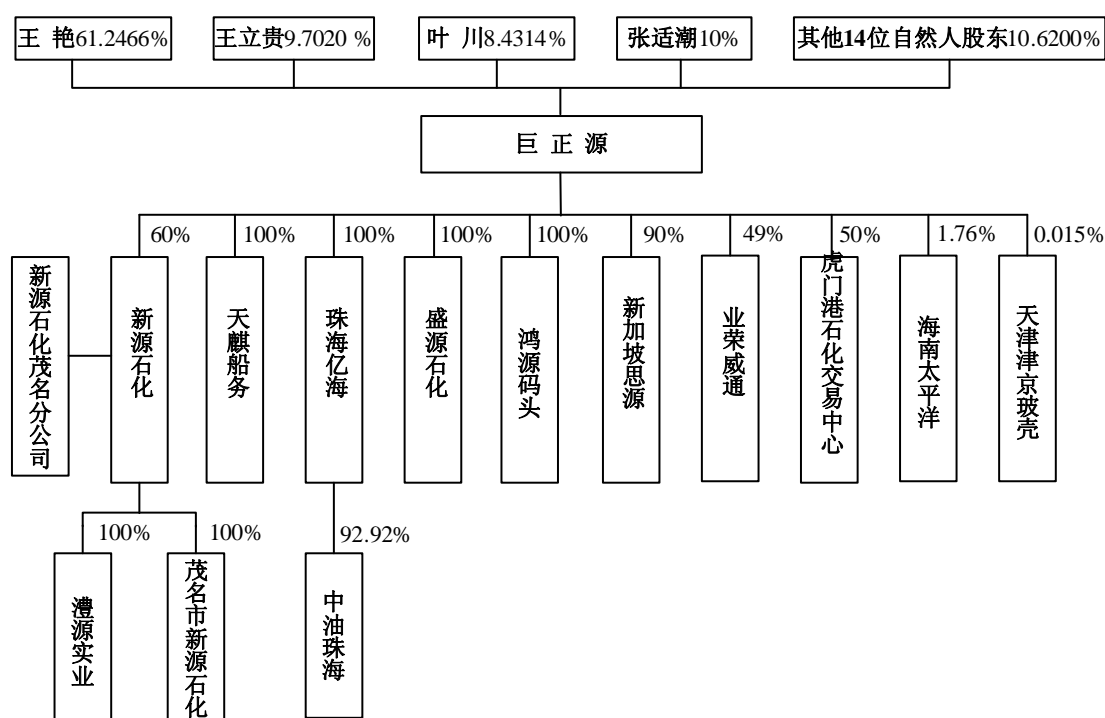 王 艳61.2466%
王立贵9.7020 %
叶 川8.4314%
张适潮10%
其他14位自然人股东10.6200%
巨 正 源
60%
100%
100%
100%
100%
90%
49%
50%
1.76%
0.015%
新源石化茂名分公司
新源石化
天麒船务
珠海亿海
盛源石化
鸿源码头
新加坡思源
业荣威通
虎门港石化交易中心
海南太平洋
天津津京玻壳
100%
100%
92.92%
澧源实业
茂名市新源石化
中油珠海